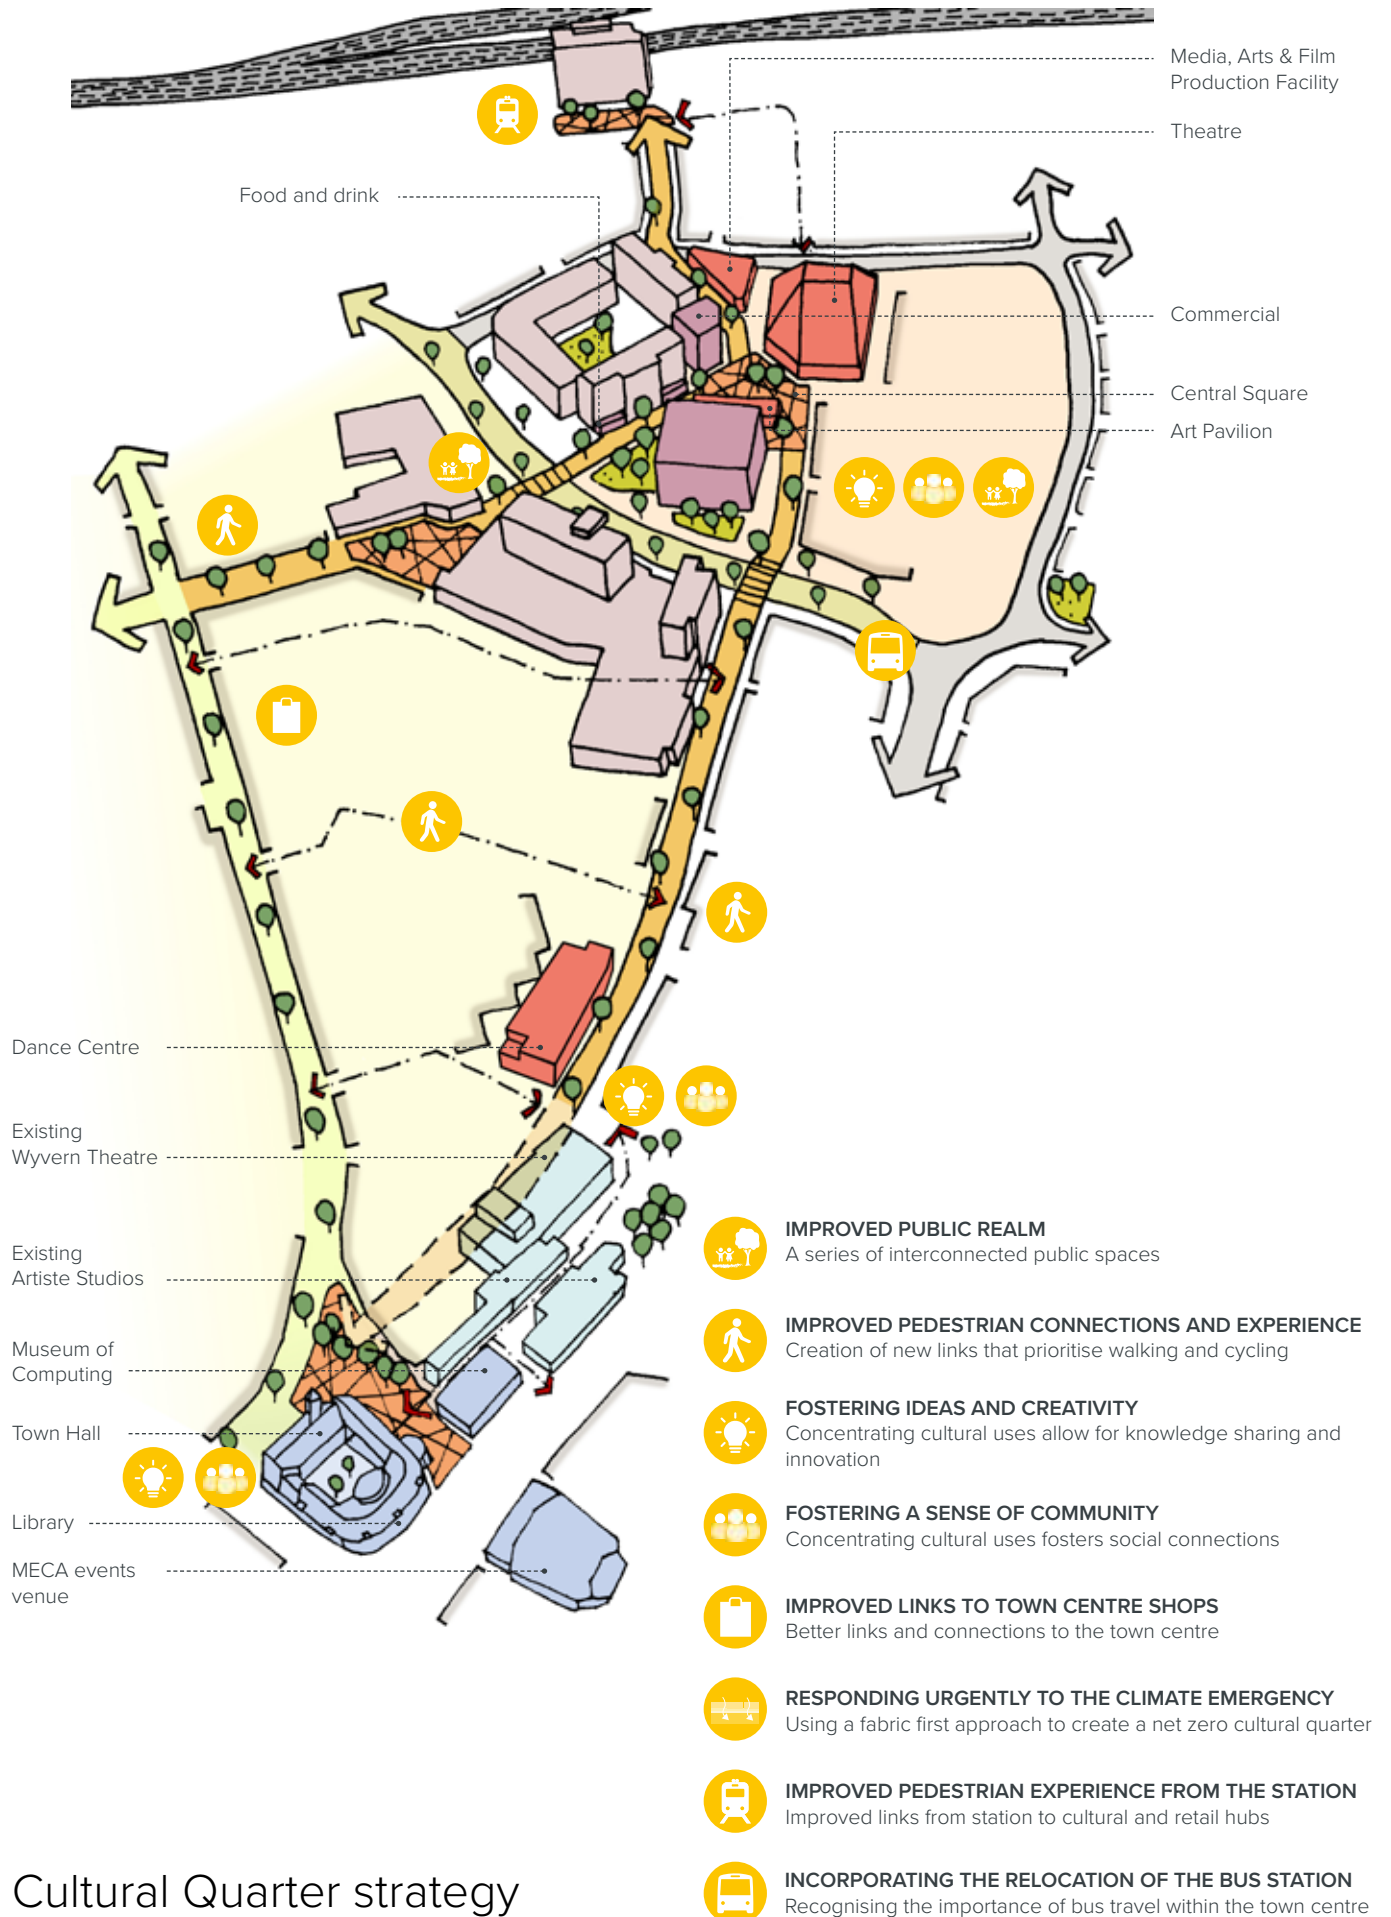 Media, Arts & Film
Production Facility
Theatre
Food and drink
Commercial
Central Square
Art Pavilion
Dance Centre
Existing
Wyvern Theatre
Existing
Artiste Studios
Museum of
Computing
Town Hall
Library
MECA events
venue
IMPROVED PUBLIC REALM
A series of interconnected public spaces
IMPROVED PEDESTRIAN CONNECTIONS AND EXPERIENCE
Creation of new links that prioritise walking and cycling
FOSTERING IDEAS AND CREATIVITY
Concentrating cultural uses allow for knowledge sharing and
innovation
FOSTERING A SENSE OF COMMUNITY
Concentrating cultural uses fosters social connections
IMPROVED LINKS TO TOWN CENTRE SHOPS
Better links and connections to the town centre
RESPONDING URGENTLY TO THE CLIMATE EMERGENCY
Using a fabric first approach to create a net zero cultural quarter
IMPROVED PEDESTRIAN EXPERIENCE FROM THE STATION
Improved links from station to cultural and retail hubs
INCORPORATING THE RELOCATION OF THE BUS STATION
Recognising the importance of bus travel within the town centre
Cultural Quarter strategy